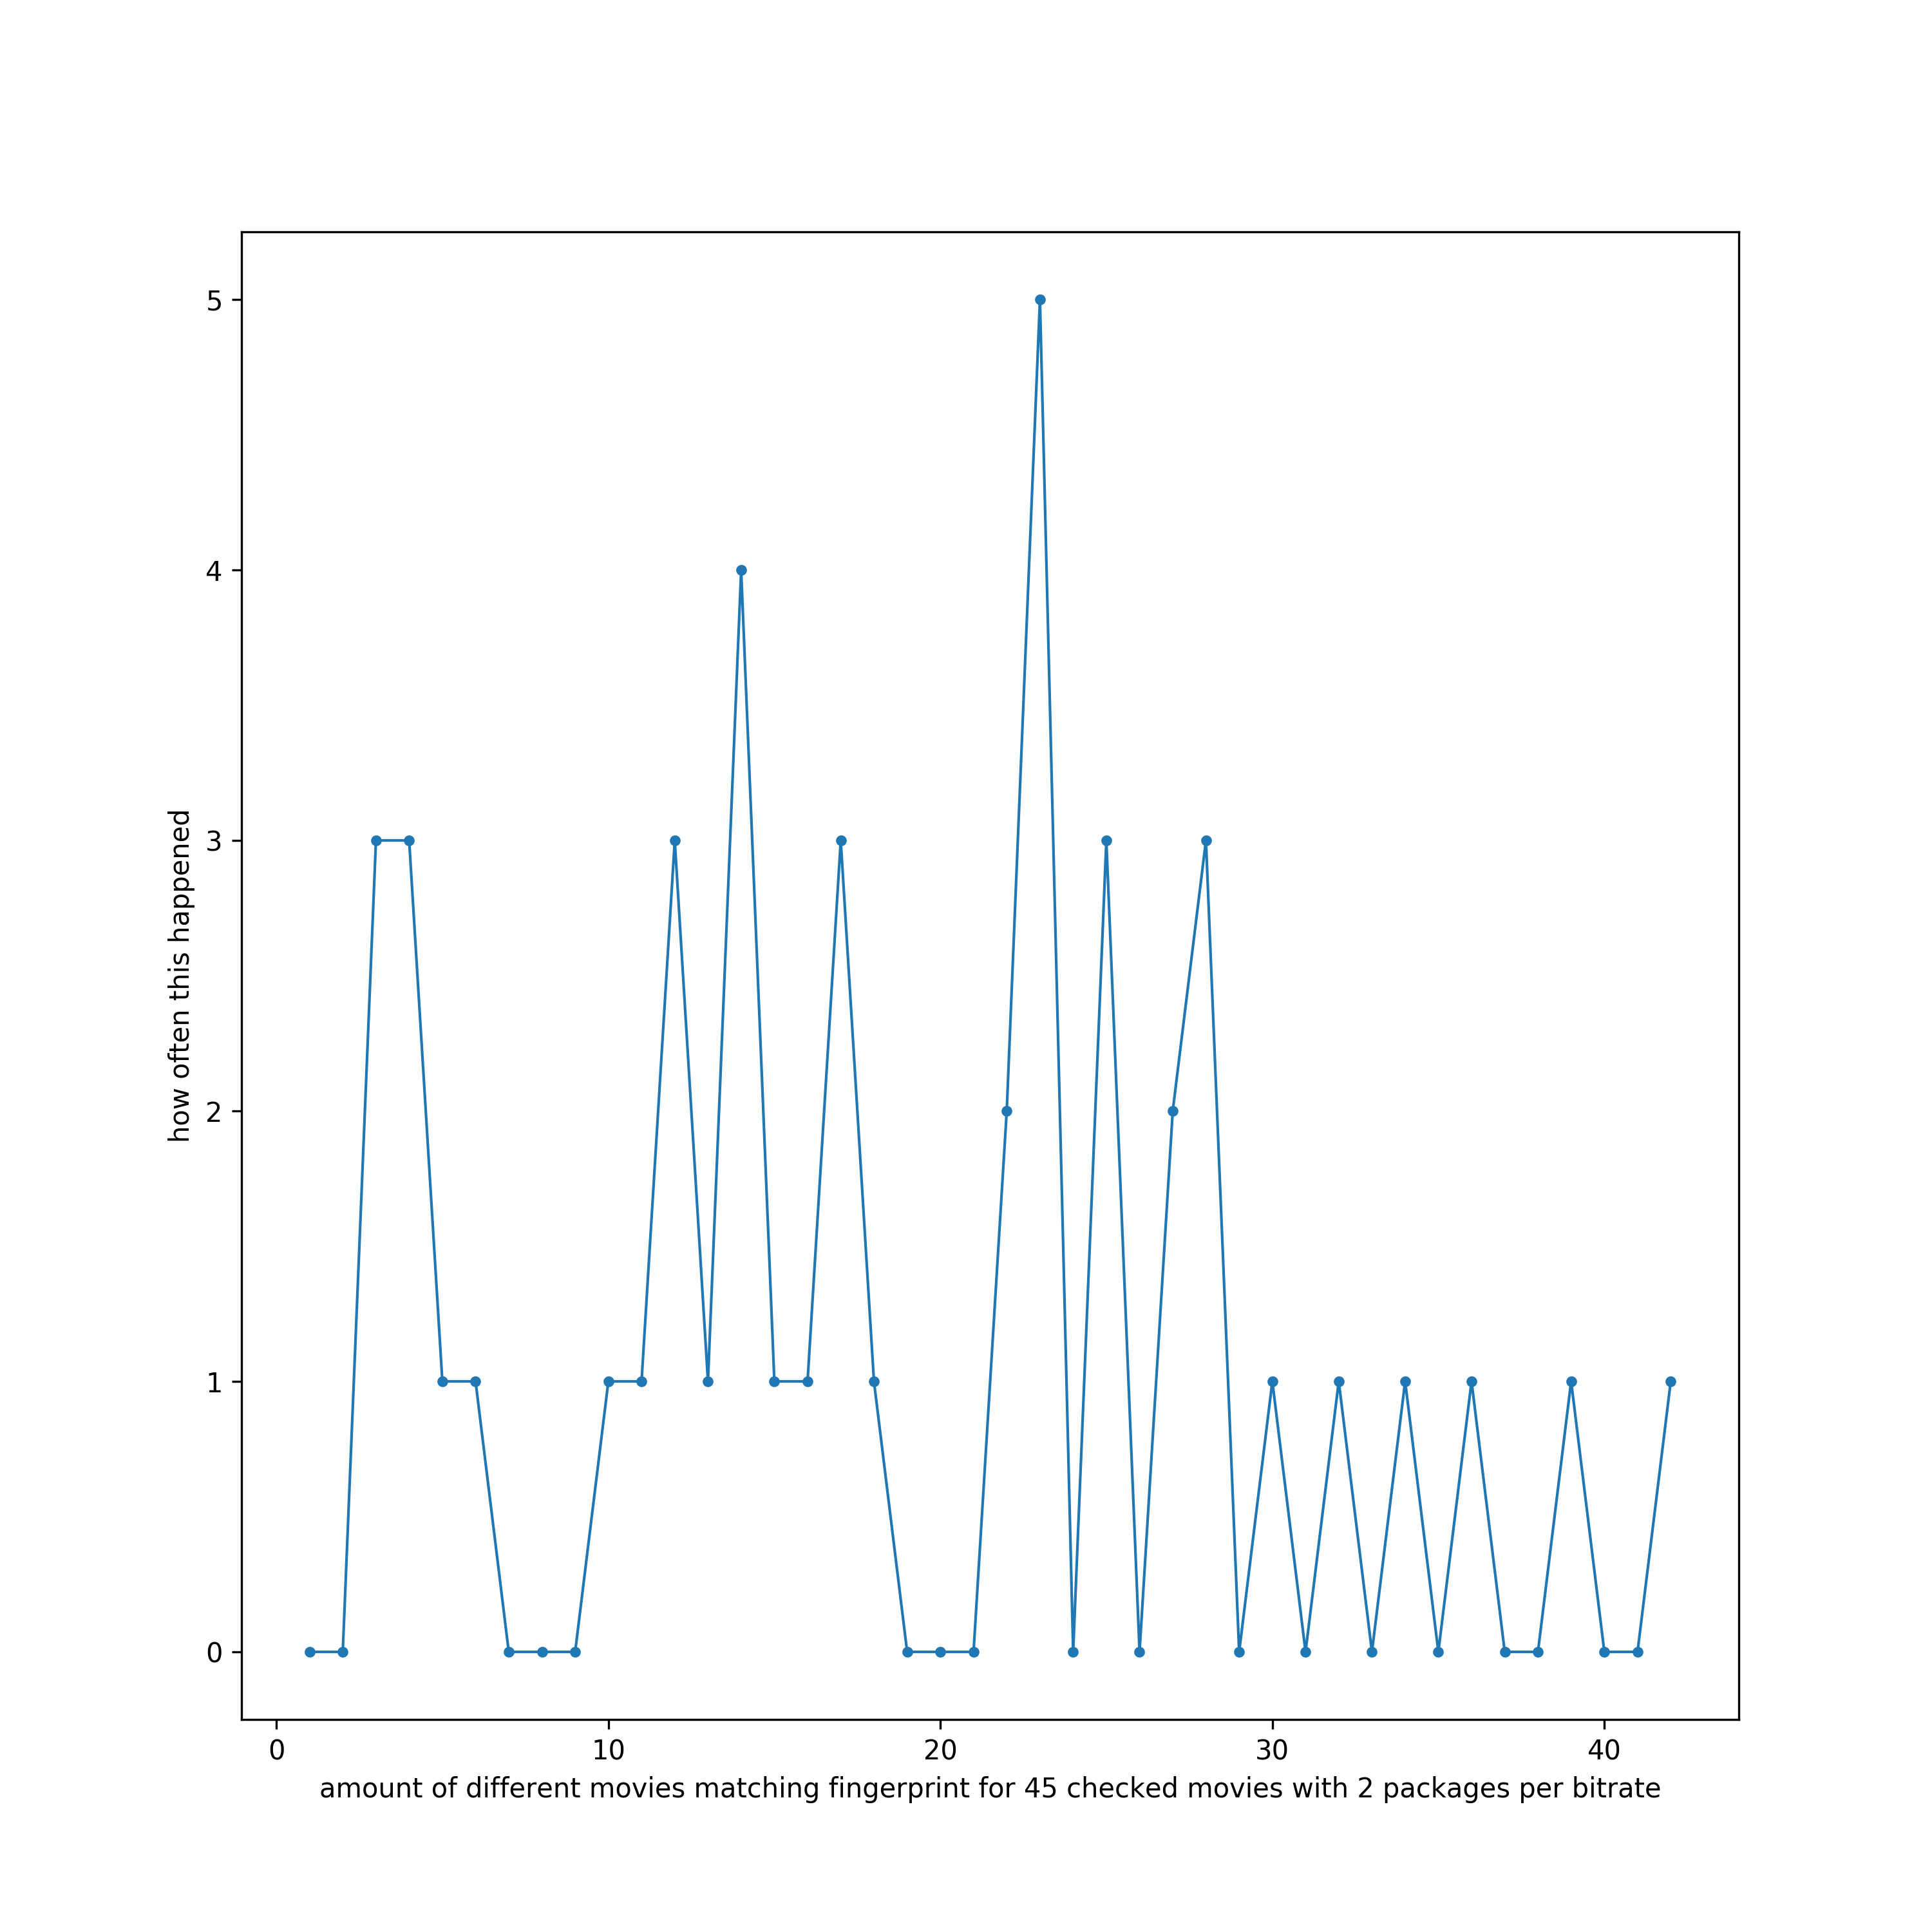 5
4
3
2
1
0
how often this happened
0 10 20 30 40
amount of different movies matching fingerprint for 45 checked movies with 2 packages per bitrate